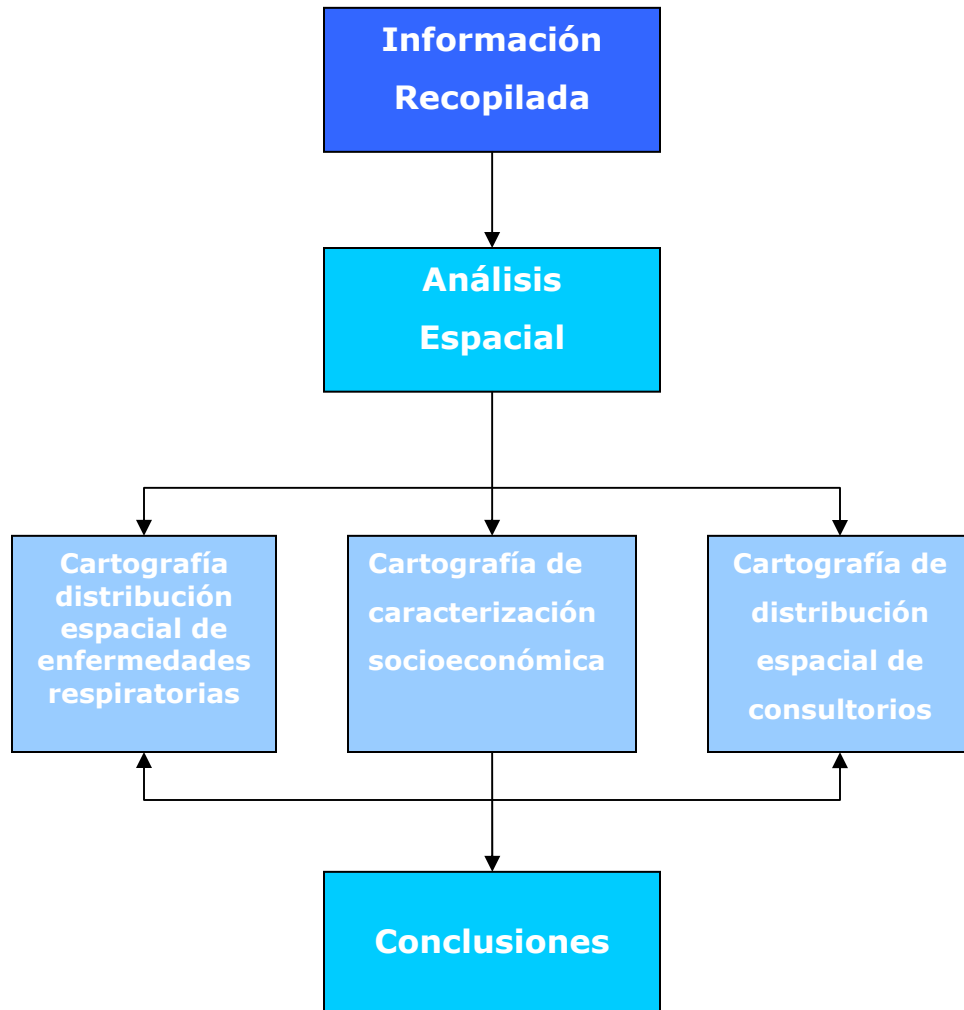 Información
Recopilada
Análisis
Espacial
Cartografía
distribución
espacial de
enfermedades
respiratorias
Cartografía de
caracterización
socioeconómica
Cartografía de
distribución
espacial de
consultorios
Conclusiones